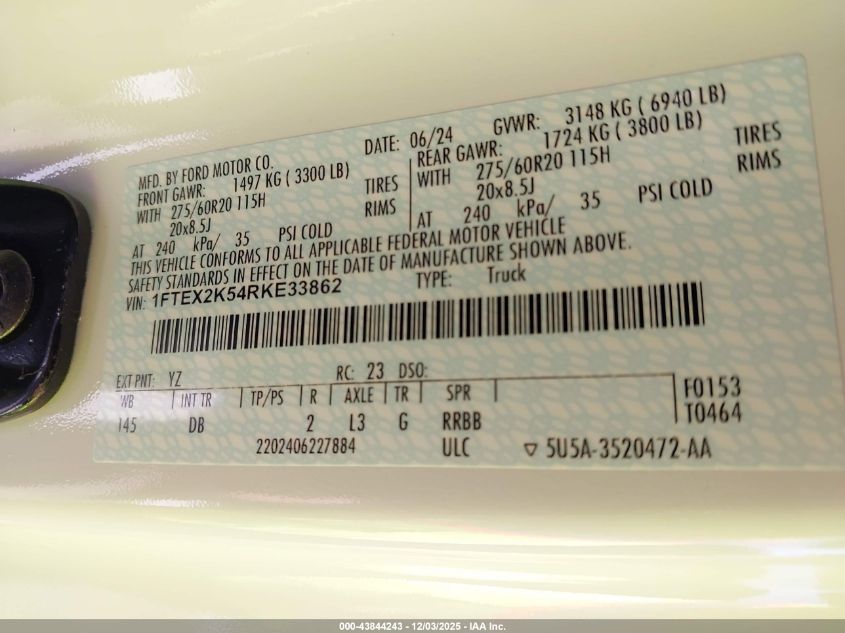 MFD. BY FORD MOTOR CO. DATE: 06/24 GVWR: 3148 KG ( 6940 LB)
FRONT GAWR: 1497 KG ( 3300 LB) REAR GAWR: 1724 KG ( 3800 LB)
WITH 275/60R20 115H TIRES WITH 275/60R20 115H TIRES
20x8.5J RIMS 20x8.5J RIMS
AT 240 kPa/ 35 PSI COLD AT 240 kPa/ 35 PSI COLD
THIS VEHICLE CONFORMS TO ALL APPLICABLE FEDERAL MOTOR VEHICLE
SAFETY STANDARDS IN EFFECT ON THE DATE OF MANUFACTURE SHOWN ABOVE.
VIN: 1FTEX2K54RKE33862 TYPE: Truck
EXT PNT: YZ RC: 23 DSO:
WB INT TR TP/PS R AXLE TR SPR F0153
145 DB 2 L3 G RRBB T0464
2202406227884 ULC ▽ 5U5A-3520472-AA
000-43844243 - 12/03/2025 - IAA Inc.